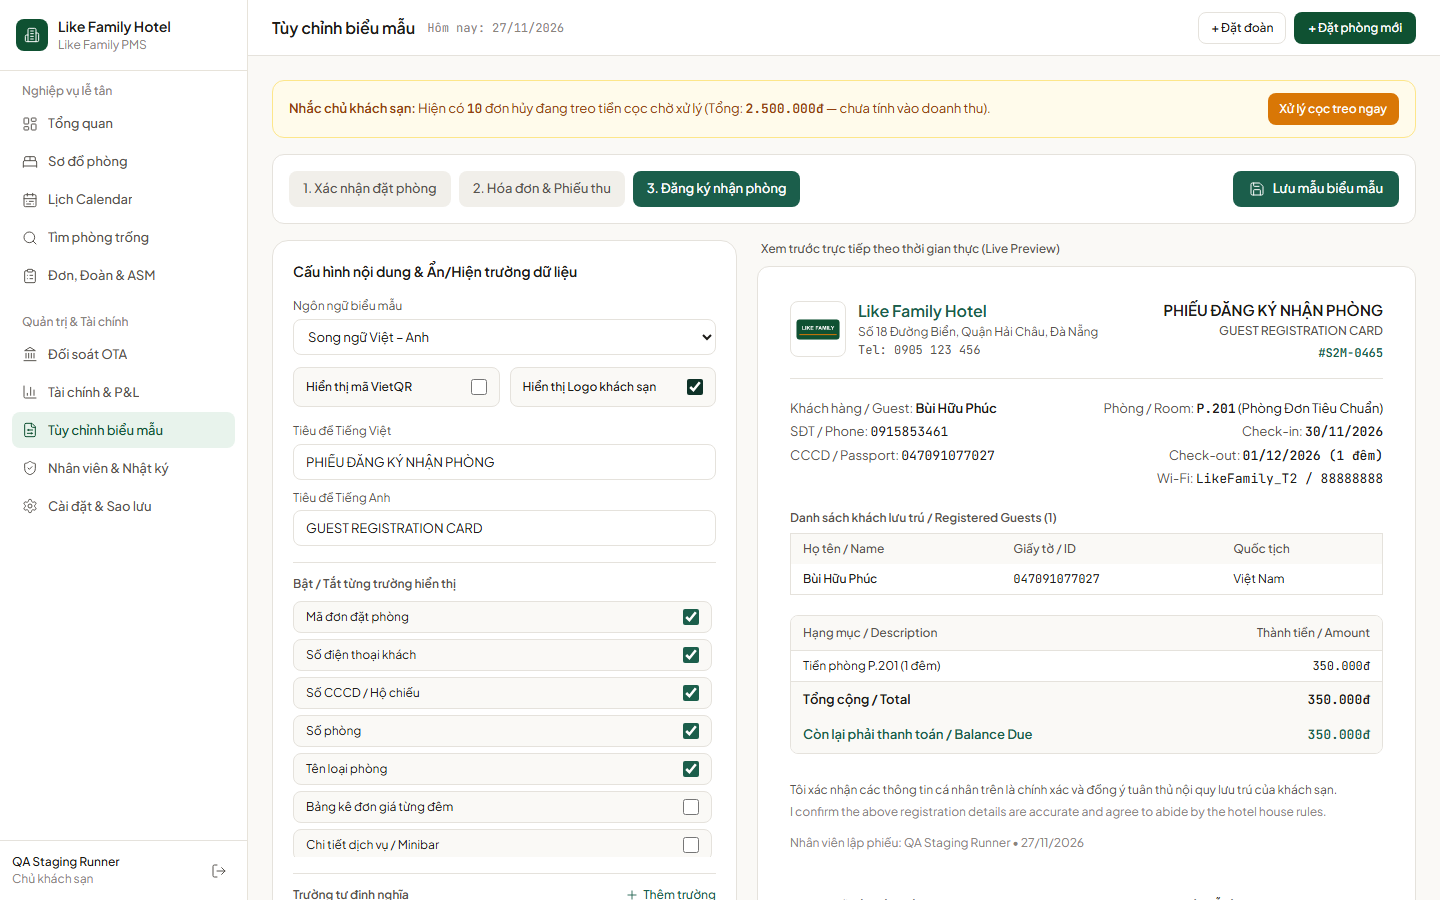 Like Family Hotel
Like Family PMS
Nghiệp vụ lễ tân
Tổng quan
Sơ đồ phòng
Lịch Calendar
Tìm phòng trống
Đơn, Đoàn & ASM
Quản trị & Tài chính
Đối soát OTA
Tài chính & P&L
Tùy chỉnh biểu mẫu
Nhân viên & Nhật ký
Cài đặt & Sao lưu
QA Staging Runner
Chủ khách sạn
Tùy chỉnh biểu mẫu
Hôm nay: 27/11/2026
+ Đặt đoàn
+ Đặt phòng mới
Nhắc chủ khách sạn: Hiện có 10 đơn hủy đang treo tiền cọc chờ xử lý (Tổng: 2.500.000đ — chưa tính vào doanh thu).
Xử lý cọc treo ngay
1. Xác nhận đặt phòng
2. Hóa đơn & Phiếu thu
3. Đăng ký nhận phòng
Lưu mẫu biểu mẫu
Cấu hình nội dung & Ẩn/Hiện trường dữ liệu
Ngôn ngữ biểu mẫu
Song ngữ Việt – Anh
Hiển thị mã VietQR
Hiển thị Logo khách sạn
Tiêu đề Tiếng Việt
PHIẾU ĐĂNG KÝ NHẬN PHÒNG
Tiêu đề Tiếng Anh
GUEST REGISTRATION CARD
Bật / Tắt từng trường hiển thị
Mã đơn đặt phòng
Số điện thoại khách
Số CCCD / Hộ chiếu
Số phòng
Tên loại phòng
Bảng kê đơn giá từng đêm
Chi tiết dịch vụ / Minibar
Trường tự định nghĩa
+ Thêm trường
Xem trước trực tiếp theo thời gian thực (Live Preview)
LIKE FAMILY
Like Family Hotel
Số 18 Đường Biển, Quận Hải Châu, Đà Nẵng
Tel: 0905 123 456
PHIẾU ĐĂNG KÝ NHẬN PHÒNG
GUEST REGISTRATION CARD
#S2M-0465
Khách hàng / Guest: Bùi Hữu Phúc
SĐT / Phone: 0915853461
CCCD / Passport: 047091077027
Phòng / Room: P.201 (Phòng Đơn Tiêu Chuẩn)
Check-in: 30/11/2026
Check-out: 01/12/2026 (1 đêm)
Wi-Fi: LikeFamily_T2 / 88888888
Danh sách khách lưu trú / Registered Guests (1)
Họ tên / Name
Giấy tờ / ID
Quốc tịch
Bùi Hữu Phúc
047091077027
Việt Nam
Hạng mục / Description
Thành tiền / Amount
Tiền phòng P.201 (1 đêm)
350.000đ
Tổng cộng / Total
350.000đ
Còn lại phải thanh toán / Balance Due
350.000đ
Tôi xác nhận các thông tin cá nhân trên là chính xác và đồng ý tuân thủ nội quy lưu trú của khách sạn.
I confirm the above registration details are accurate and agree to abide by the hotel house rules.
Nhân viên lập phiếu: QA Staging Runner • 27/11/2026